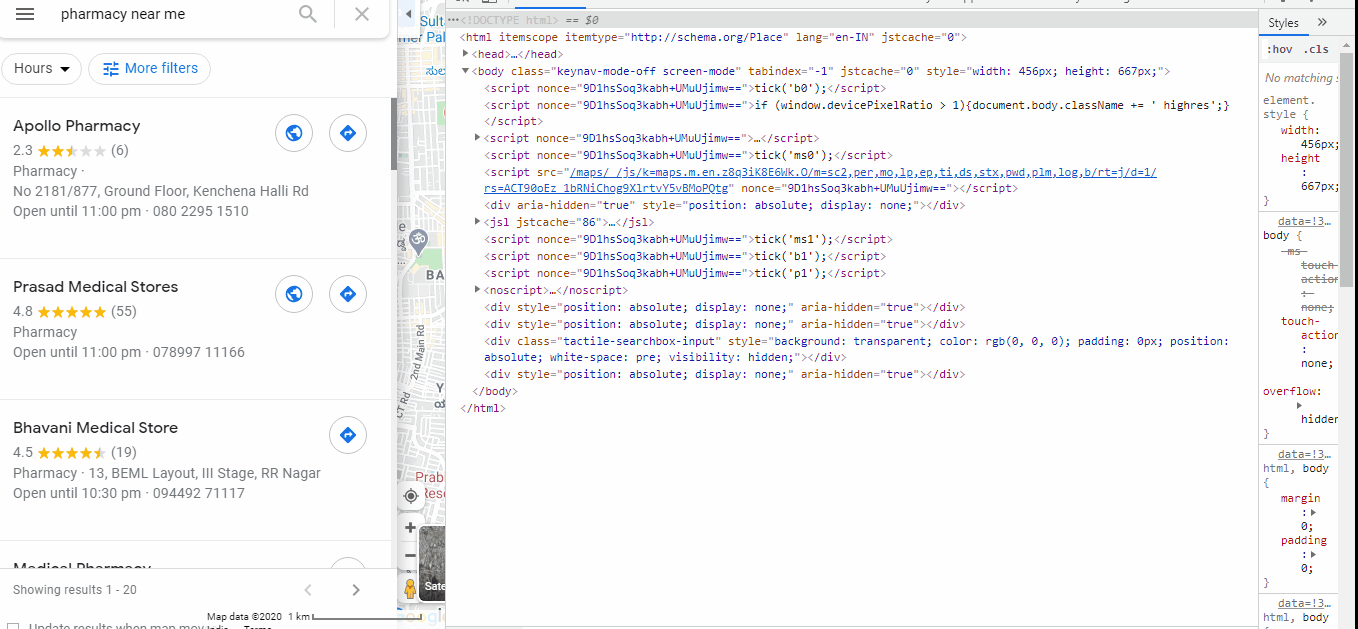 pharmacy near me
Hours
More filters
Apollo Pharmacy
2.3 (6)
Pharmacy ·
No 2181/877, Ground Floor, Kenchena Halli Rd
Open until 11:00 pm · 080 2295 1510
Prasad Medical Stores
4.8 (55)
Pharmacy
Open until 11:00 pm · 078997 11166
Bhavani Medical Store
4.5 (19)
Pharmacy · 13, BEML Layout, III Stage, RR Nagar
Open until 10:30 pm · 094492 71117
Medical Pharmacy
Showing results 1 - 20
Update results when map mov
Map data ©2020 1 km
India Terms
Sult
Pal
ಸುಲ
BA
2nd Main Rd
CT Rd
Prabl
Rese
Sate
<!DOCTYPE html> == $0
<html itemscope itemtype="http://schema.org/Place" lang="en-IN" jstcache="0">
<head>…</head>
<body class="keynav-mode-off screen-mode" tabindex="-1" jstcache="0" style="width: 456px; height: 667px;">
<script nonce="9D1hsSoq3kabh+UMuUjimw==">tick('b0');</script>
<script nonce="9D1hsSoq3kabh+UMuUjimw==">if (window.devicePixelRatio > 1){document.body.className += ' highres';}
</script>
<script nonce="9D1hsSoq3kabh+UMuUjimw==">…</script>
<script nonce="9D1hsSoq3kabh+UMuUjimw==">tick('ms0');</script>
<script src="/maps/_/js/k=maps.m.en.z8q3iK8E6Wk.O/m=sc2,per,mo,lp,ep,ti,ds,stx,pwd,plm,log,b/rt=j/d=1/
rs=ACT90oEz_1bRNiChog9XlrtvY5vBMoPQtg" nonce="9D1hsSoq3kabh+UMuUjimw=="></script>
<div aria-hidden="true" style="position: absolute; display: none;"></div>
<jsl jstcache="86">…</jsl>
<script nonce="9D1hsSoq3kabh+UMuUjimw==">tick('ms1');</script>
<script nonce="9D1hsSoq3kabh+UMuUjimw==">tick('b1');</script>
<script nonce="9D1hsSoq3kabh+UMuUjimw==">tick('p1');</script>
<noscript>…</noscript>
<div style="position: absolute; display: none;" aria-hidden="true"></div>
<div style="position: absolute; display: none;" aria-hidden="true"></div>
<div class="tactile-searchbox-input" style="background: transparent; color: rgb(0, 0, 0); padding: 0px; position:
absolute; white-space: pre; visibility: hidden;"></div>
<div style="position: absolute; display: none;" aria-hidden="true"></div>
</body>
</html>
Styles »
:hov .cls
No matching s
element.
style {
width:
456px;
height
:
667px;
}
data=!3…
body {
-ms-
touch-
action
:
none;
touch-
action
:
none;
overflow:
hidden
}
data=!3…
html, body
{
margin
:
0;
padding
:
0;
}
data=!3…
html, body